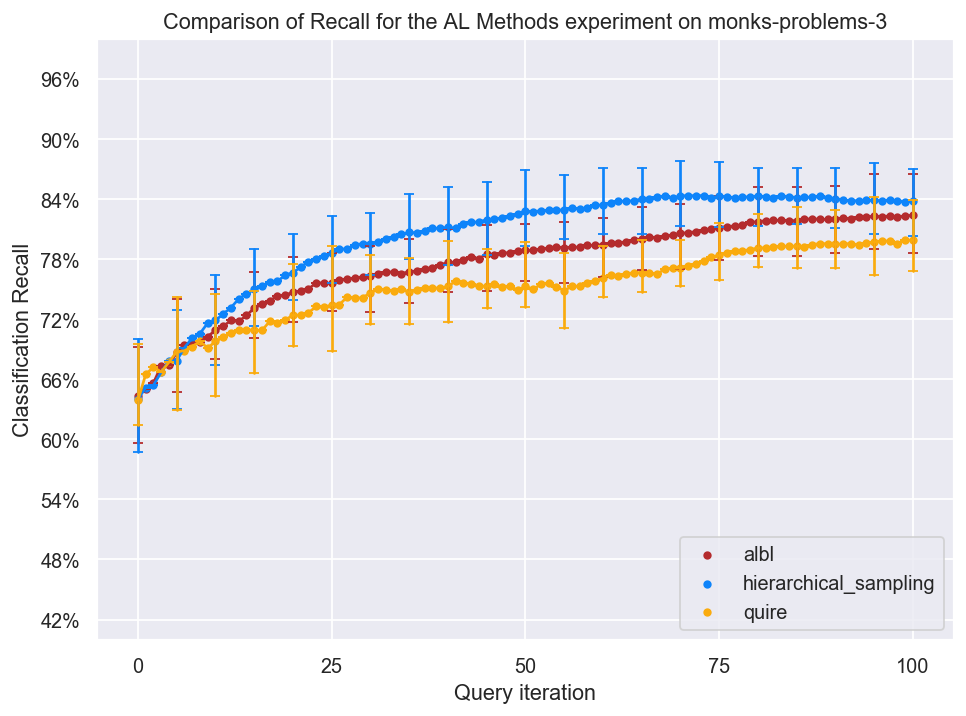 Comparison of Recall for the AL Methods experiment on monks-problems-3
Classification Recall
96%
90%
84%
78%
72%
66%
60%
54%
48%
42%
albl
hierarchical_sampling
quire
0 25 50 75 100
Query iteration